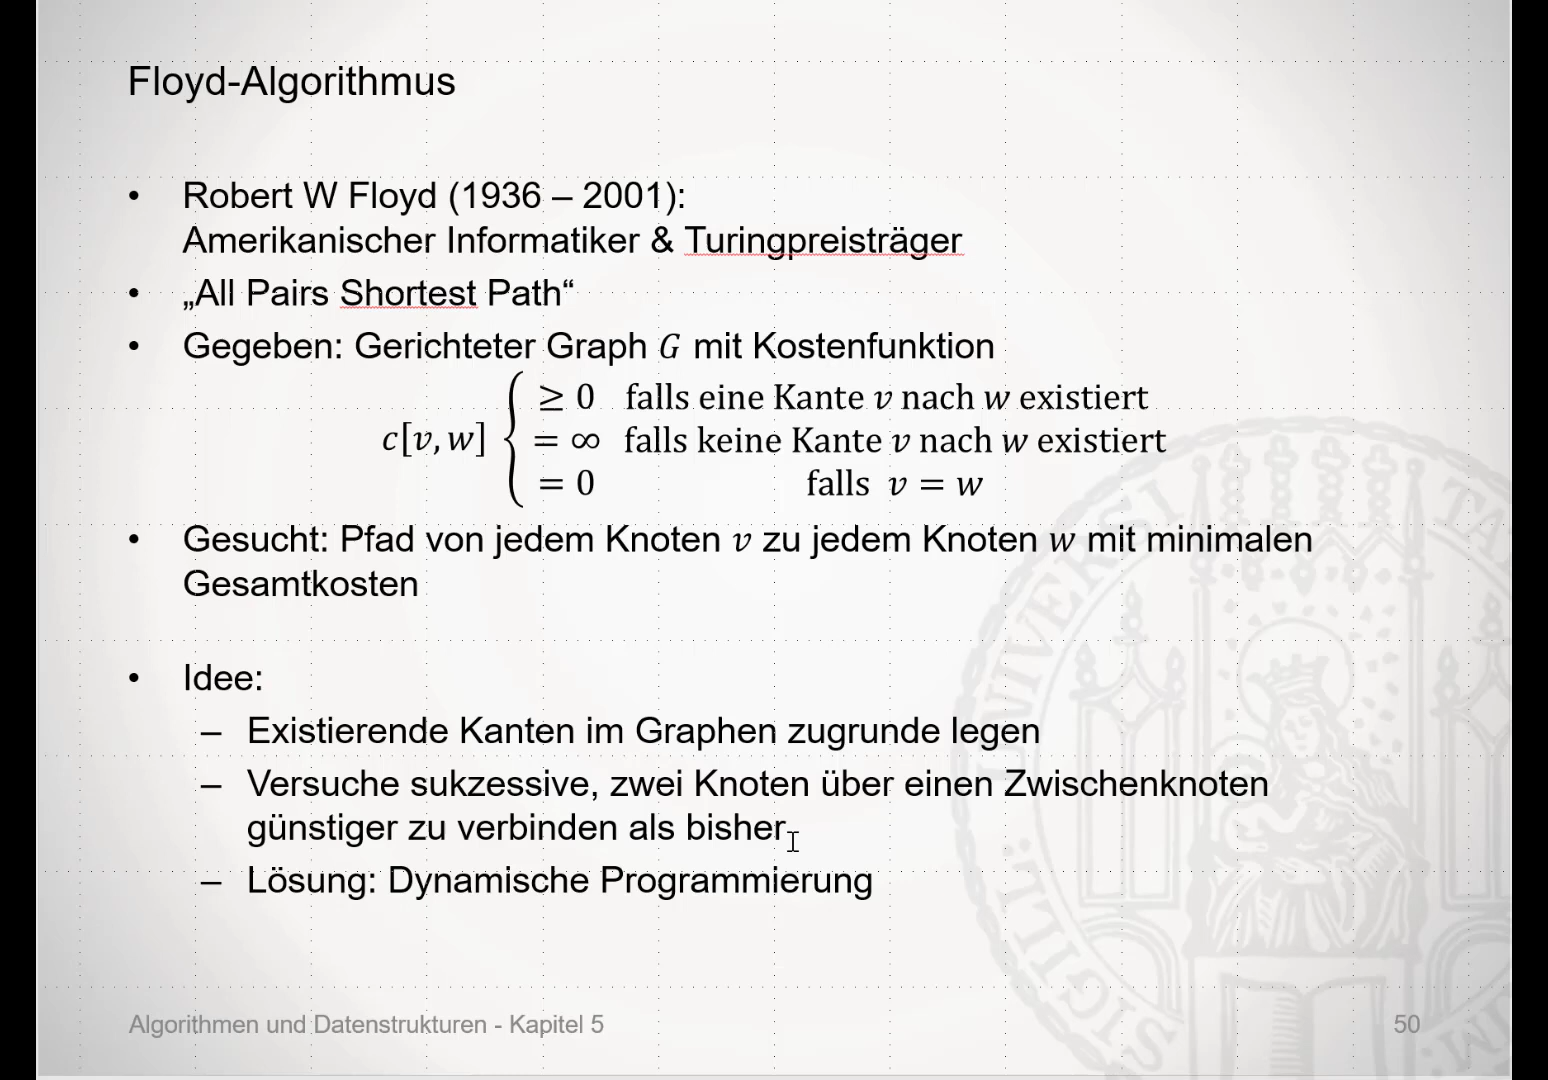 Floyd-Algorithmus
• Robert W Floyd (1936 – 2001):
Amerikanischer Informatiker & Turingpreisträger
• „All Pairs Shortest Path“
• Gegeben: Gerichteter Graph G mit Kostenfunktion
≥ 0 falls eine Kante v nach w existiert
c[v, w] { = ∞ falls keine Kante v nach w existiert
= 0 falls v = w
• Gesucht: Pfad von jedem Knoten v zu jedem Knoten w mit minimalen
Gesamtkosten
• Idee:
– Existierende Kanten im Graphen zugrunde legen
– Versuche sukzessive, zwei Knoten über einen Zwischenknoten
günstiger zu verbinden als bisher
– Lösung: Dynamische Programmierung
Algorithmen und Datenstrukturen - Kapitel 5
50